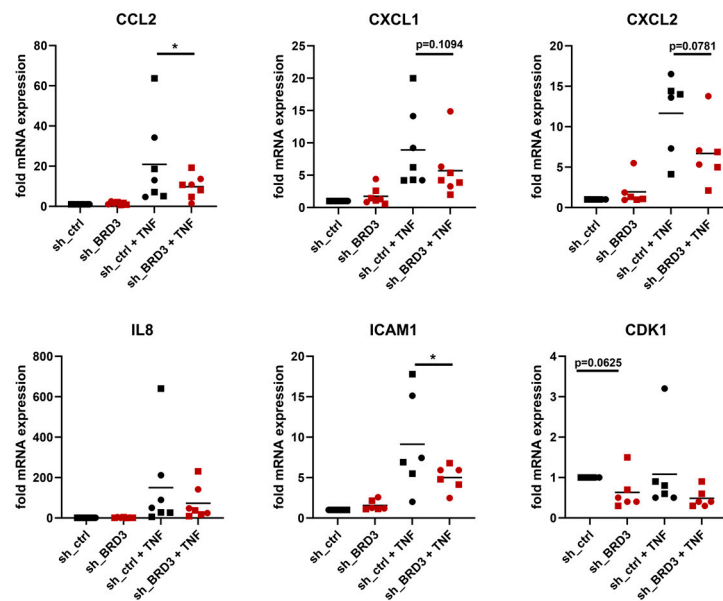 CCL2
fold mRNA expression
80
60
40
20
0
*
sh_ctrl
sh_BRD3
sh_ctrl + TNF
sh_BRD3 + TNF
CXCL1
fold mRNA expression
25
20
15
10
5
0
p=0.1094
sh_ctrl
sh_BRD3
sh_ctrl + TNF
sh_BRD3 + TNF
CXCL2
fold mRNA expression
20
15
10
5
0
p=0.0781
sh_ctrl
sh_BRD3
sh_ctrl + TNF
sh_BRD3 + TNF
IL8
fold mRNA expression
800
600
400
200
0
sh_ctrl
sh_BRD3
sh_ctrl + TNF
sh_BRD3 + TNF
ICAM1
fold mRNA expression
20
15
10
5
0
*
sh_ctrl
sh_BRD3
sh_ctrl + TNF
sh_BRD3 + TNF
CDK1
fold mRNA expression
4
3
2
1
0
p=0.0625
sh_ctrl
sh_BRD3
sh_ctrl + TNF
sh_BRD3 + TNF